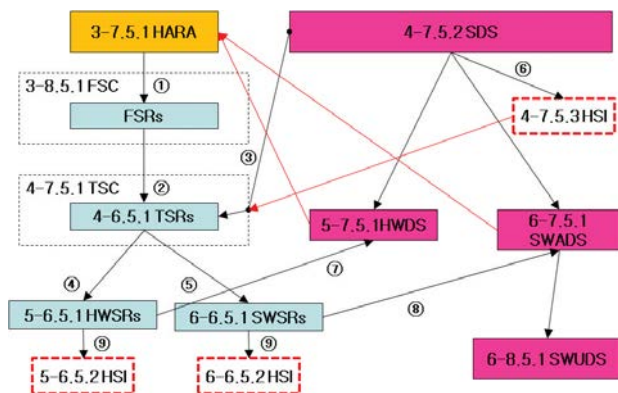 3-7.5.1 HARA
4-7.5.2 SDS
①
⑥
3-8.5.1 FSC
FSRs
4-7.5.3 HSI
③
②
4-7.5.1 TSC
4-6.5.1 TSRs
5-7.5.1 HWDS
6-7.5.1
SWADS
④
⑤
⑦
5-6.5.1 HWSRs
6-6.5.1 SWSRs
⑧
⑨
⑨
5-6.5.2 HSI
6-6.5.2 HSI
6-8.5.1 SWUDS